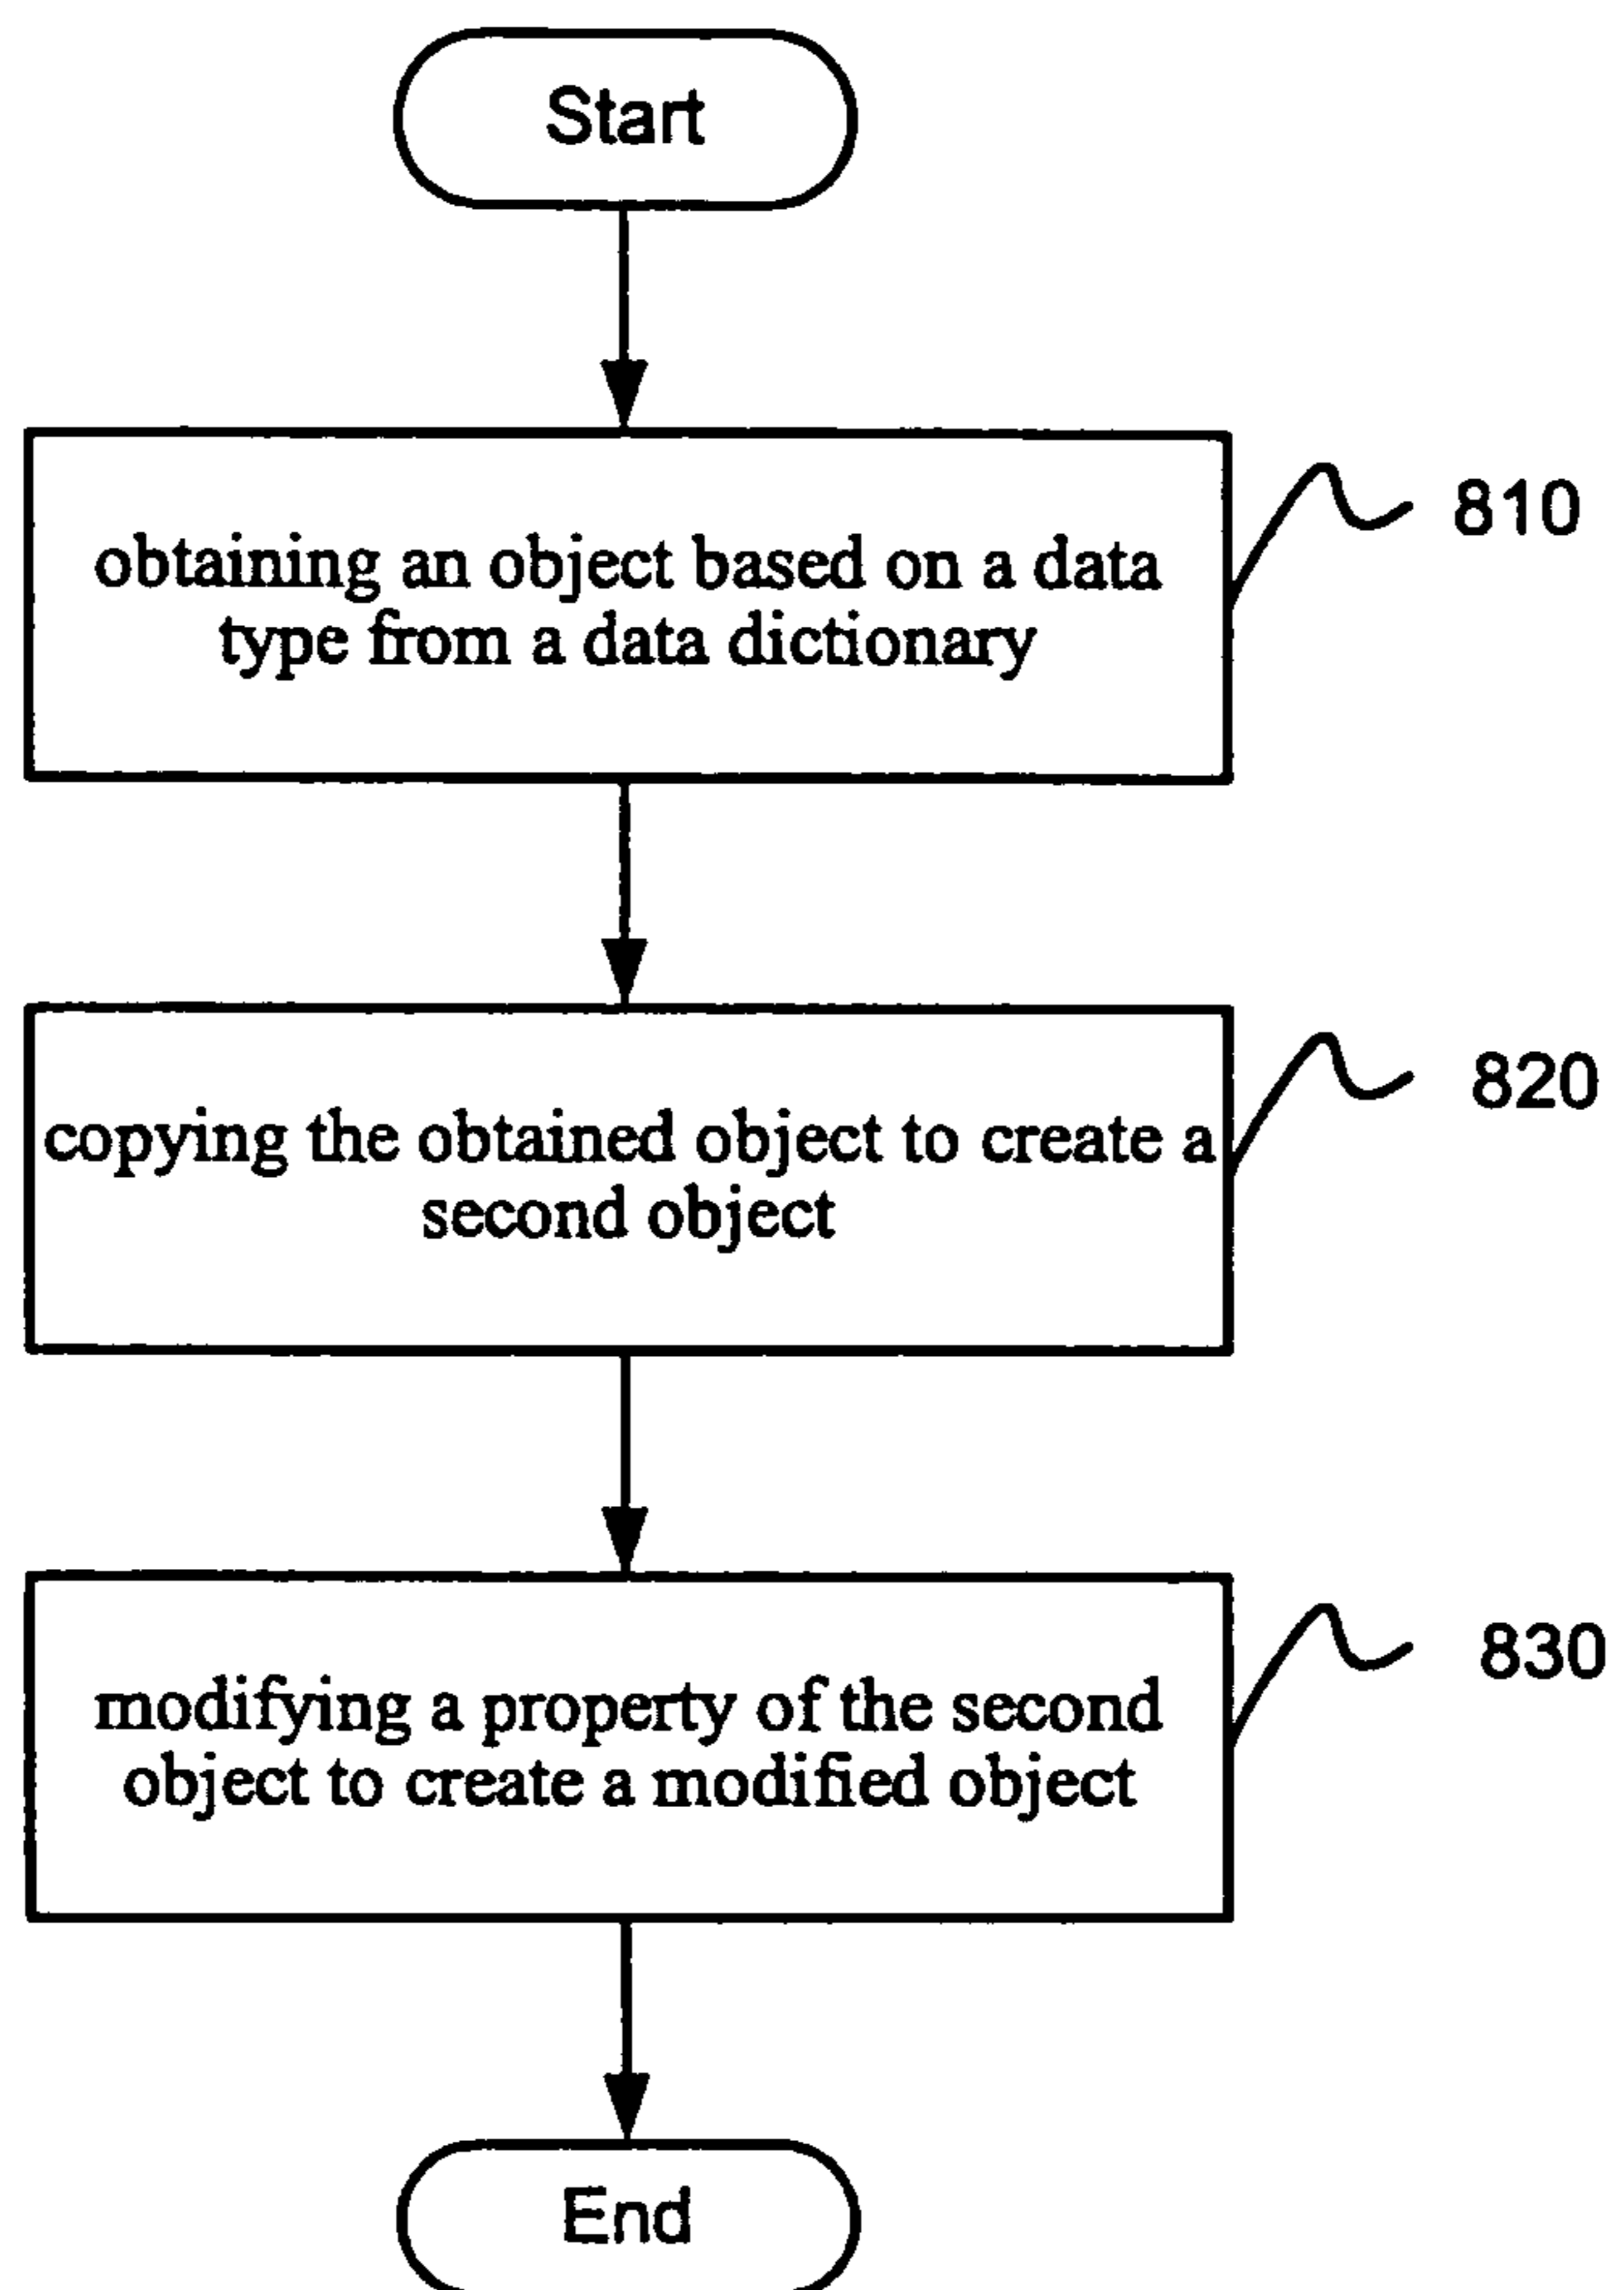 Start
obtaining an object based on a data
type from a data dictionary
810
copying the obtained object to create a
second object
820
modifying a property of the second
object to create a modified object
830
End